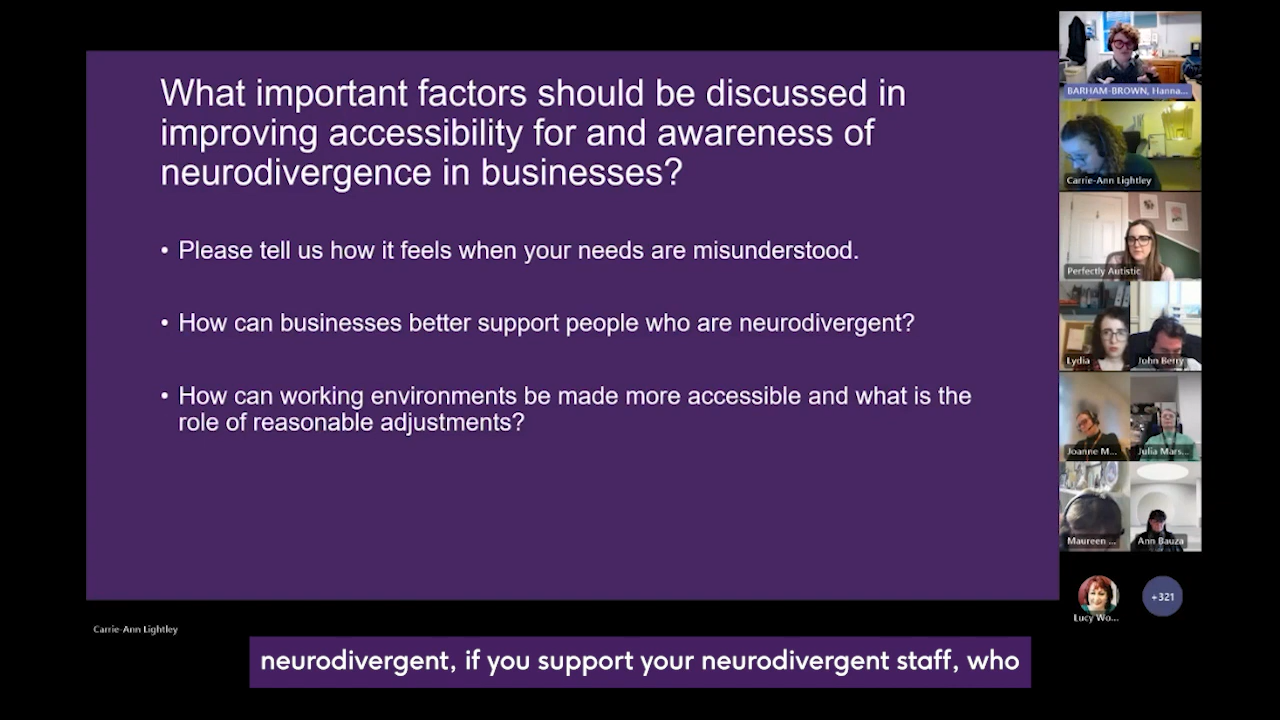 What important factors should be discussed in
improving accessibility for and awareness of
neurodivergence in businesses?
• Please tell us how it feels when your needs are misunderstood.
• How can businesses better support people who are neurodivergent?
• How can working environments be made more accessible and what is the
role of reasonable adjustments?
BARHAM-BROWN, Hanna...
Carrie-Ann Lightley
Perfectly Autistic
Lydia
John Berry
Joanne M...
Julia Mars...
Maureen ...
Ann Bauza
Lucy Wo...
+321
Carrie-Ann Lightley
neurodivergent, if you support your neurodivergent staff, who